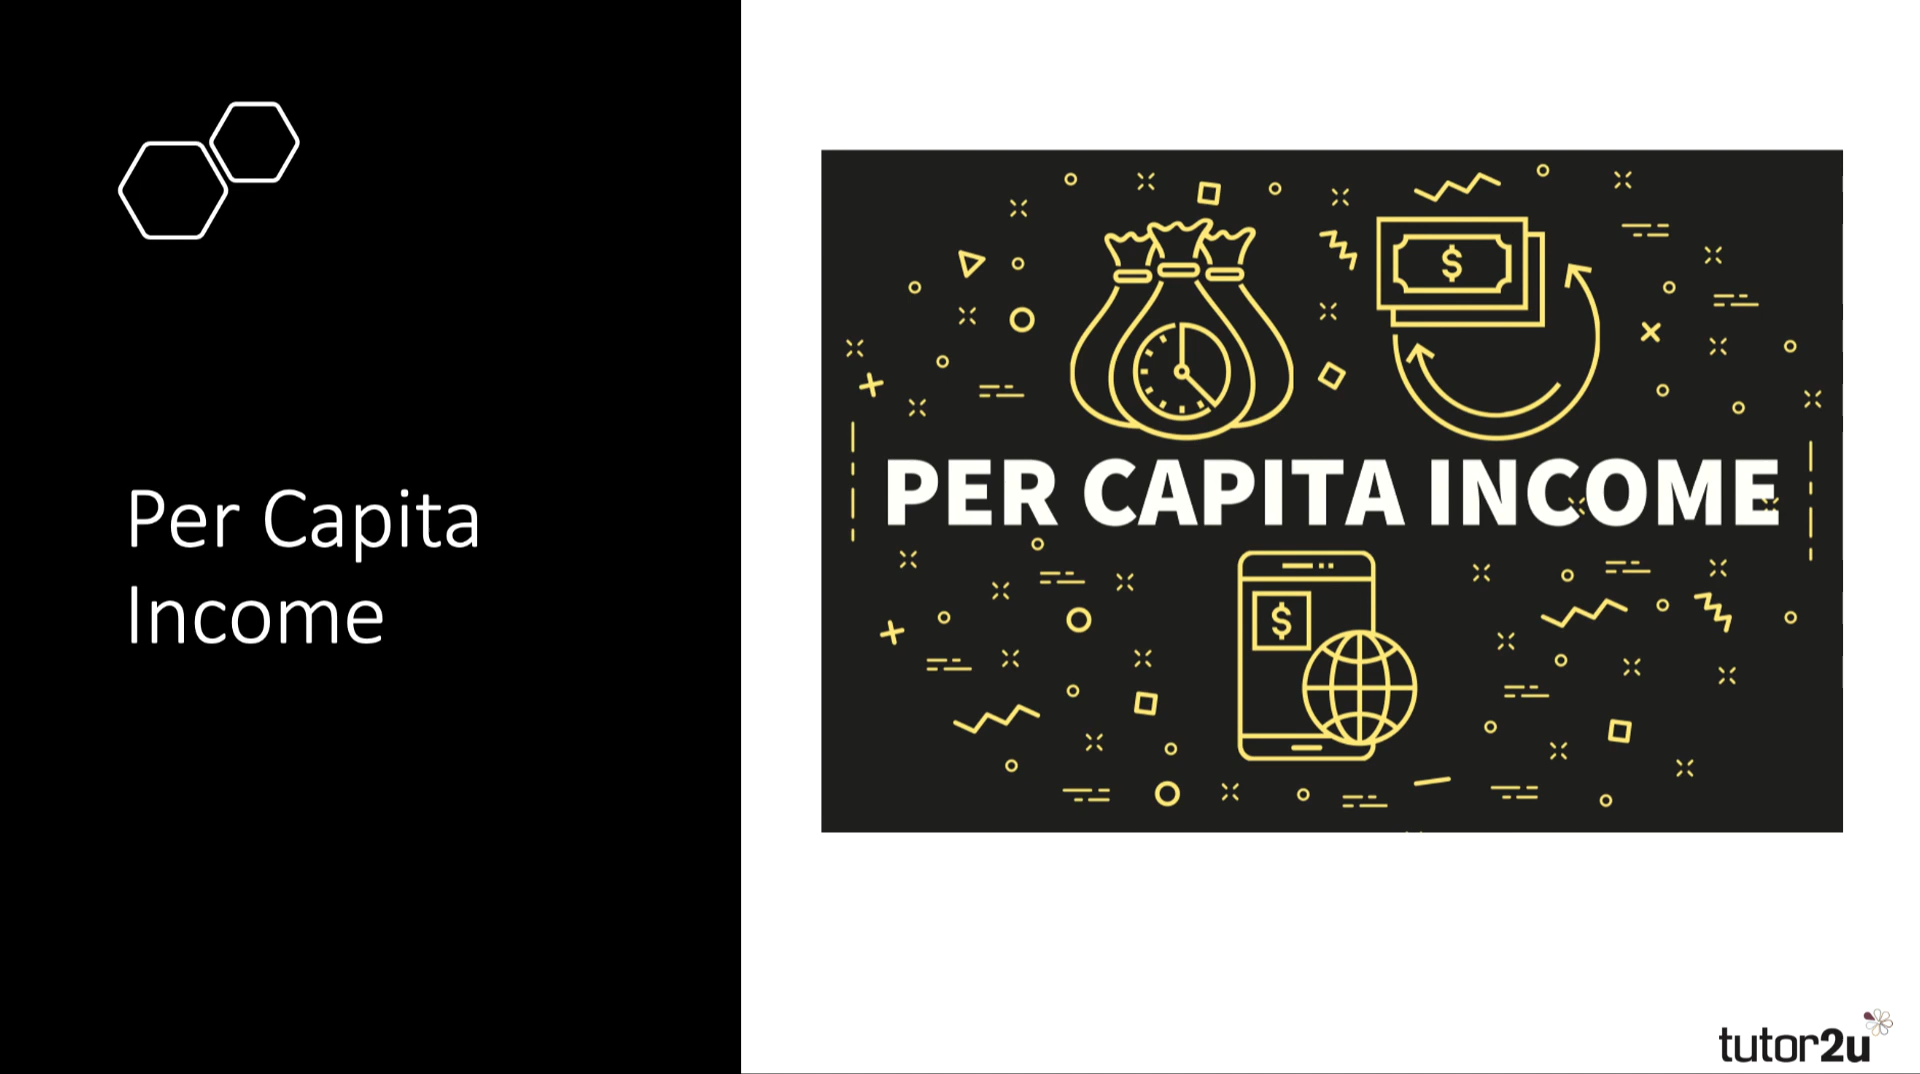 Per Capita
Income
$
PER CAPITA INCOME
$
tutor2u